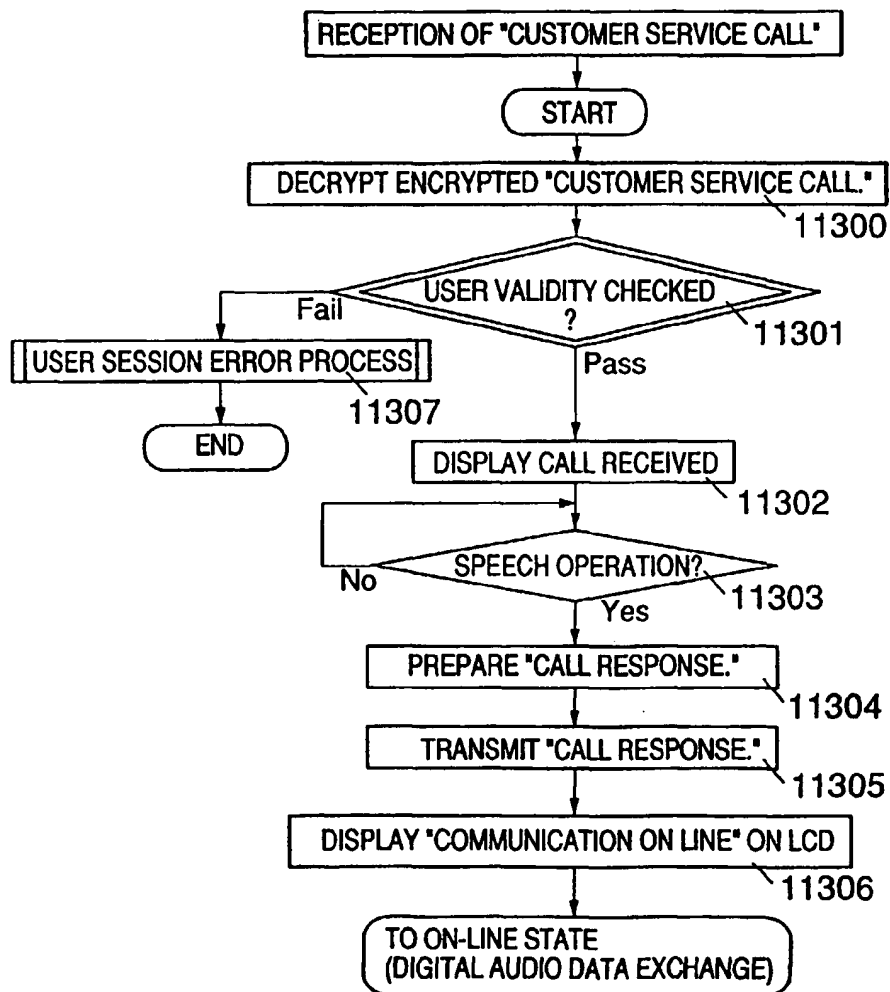 RECEPTION OF "CUSTOMER SERVICE CALL"
START
DECRYPT ENCRYPTED "CUSTOMER SERVICE CALL."
11300
USER VALIDITY CHECKED
?
11301
Fail
Pass
USER SESSION ERROR PROCESS
11307
END
DISPLAY CALL RECEIVED
11302
SPEECH OPERATION?
11303
No
Yes
PREPARE "CALL RESPONSE."
11304
TRANSMIT "CALL RESPONSE."
11305
DISPLAY "COMMUNICATION ON LINE" ON LCD
11306
TO ON-LINE STATE
(DIGITAL AUDIO DATA EXCHANGE)